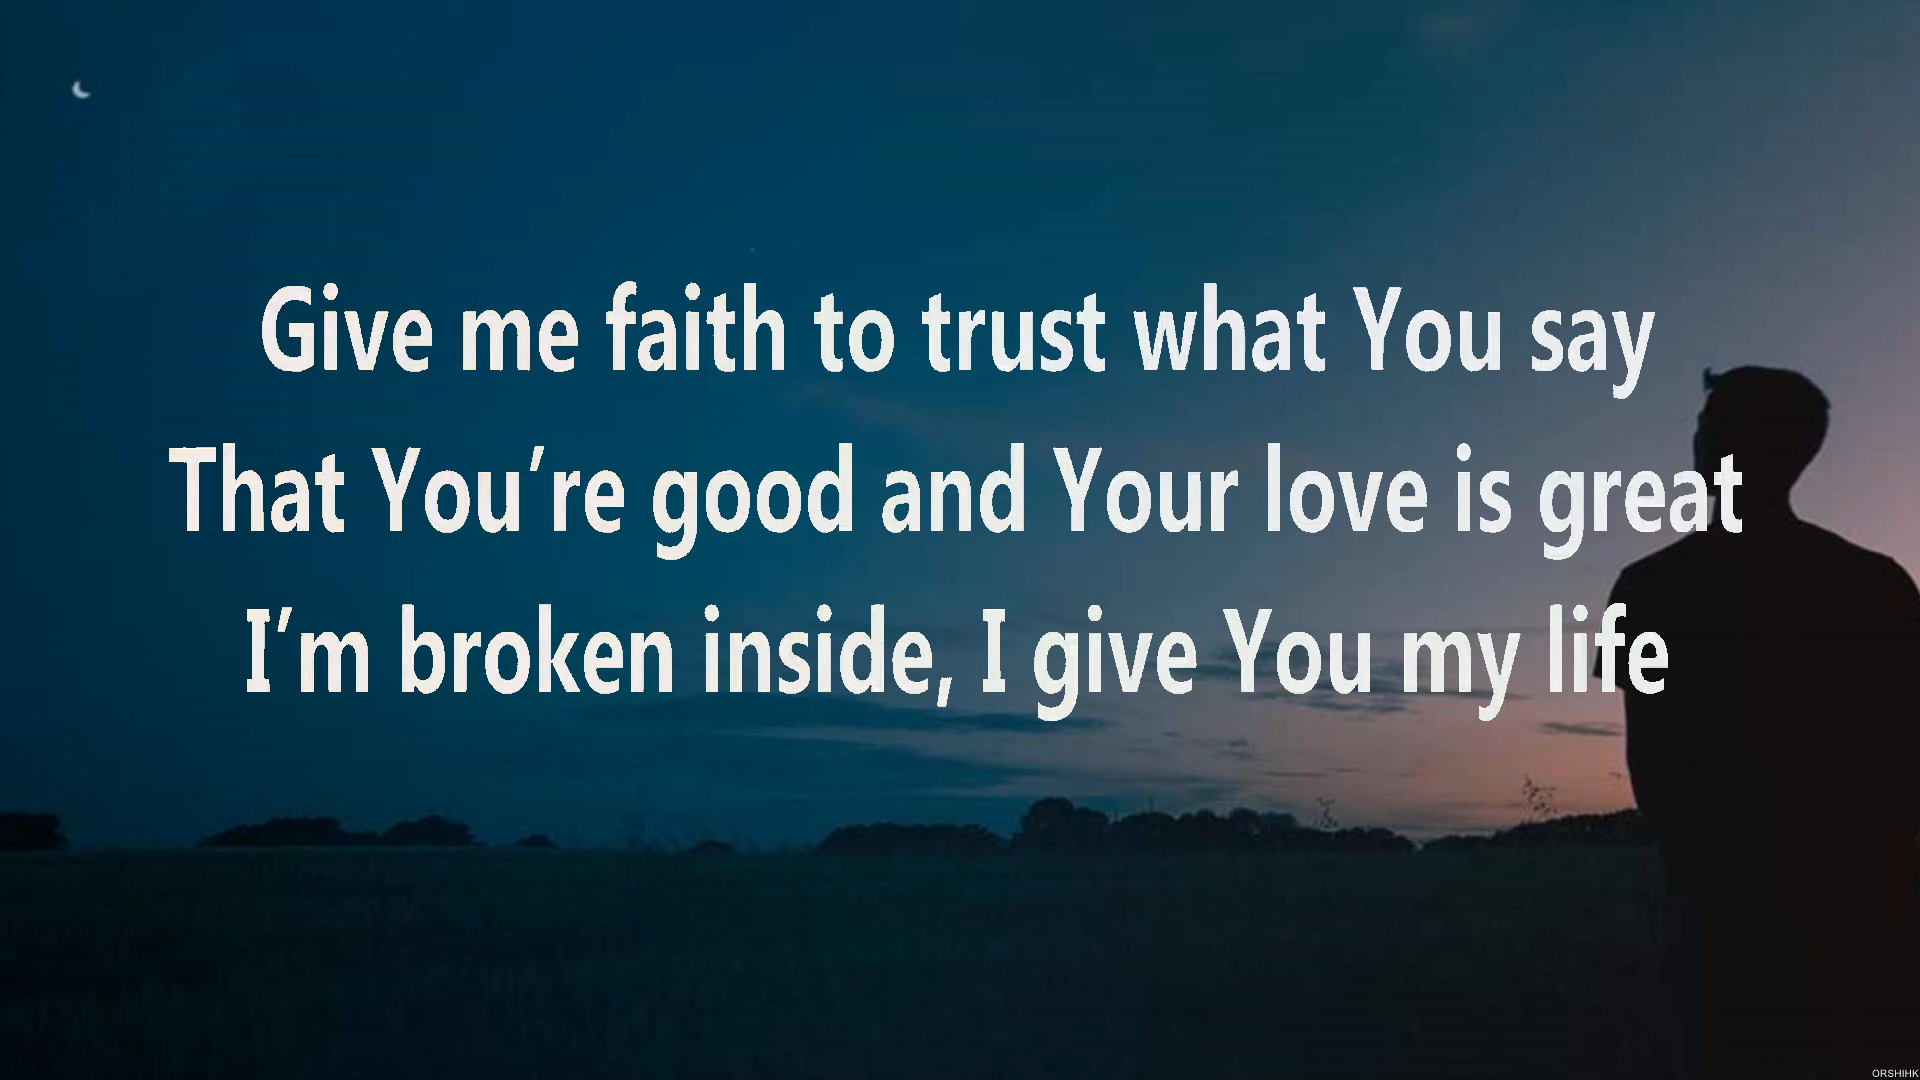 Give me faith to trust what You say
That You’re good and Your love is great
I’m broken inside, I give You my life
ORSHIHK